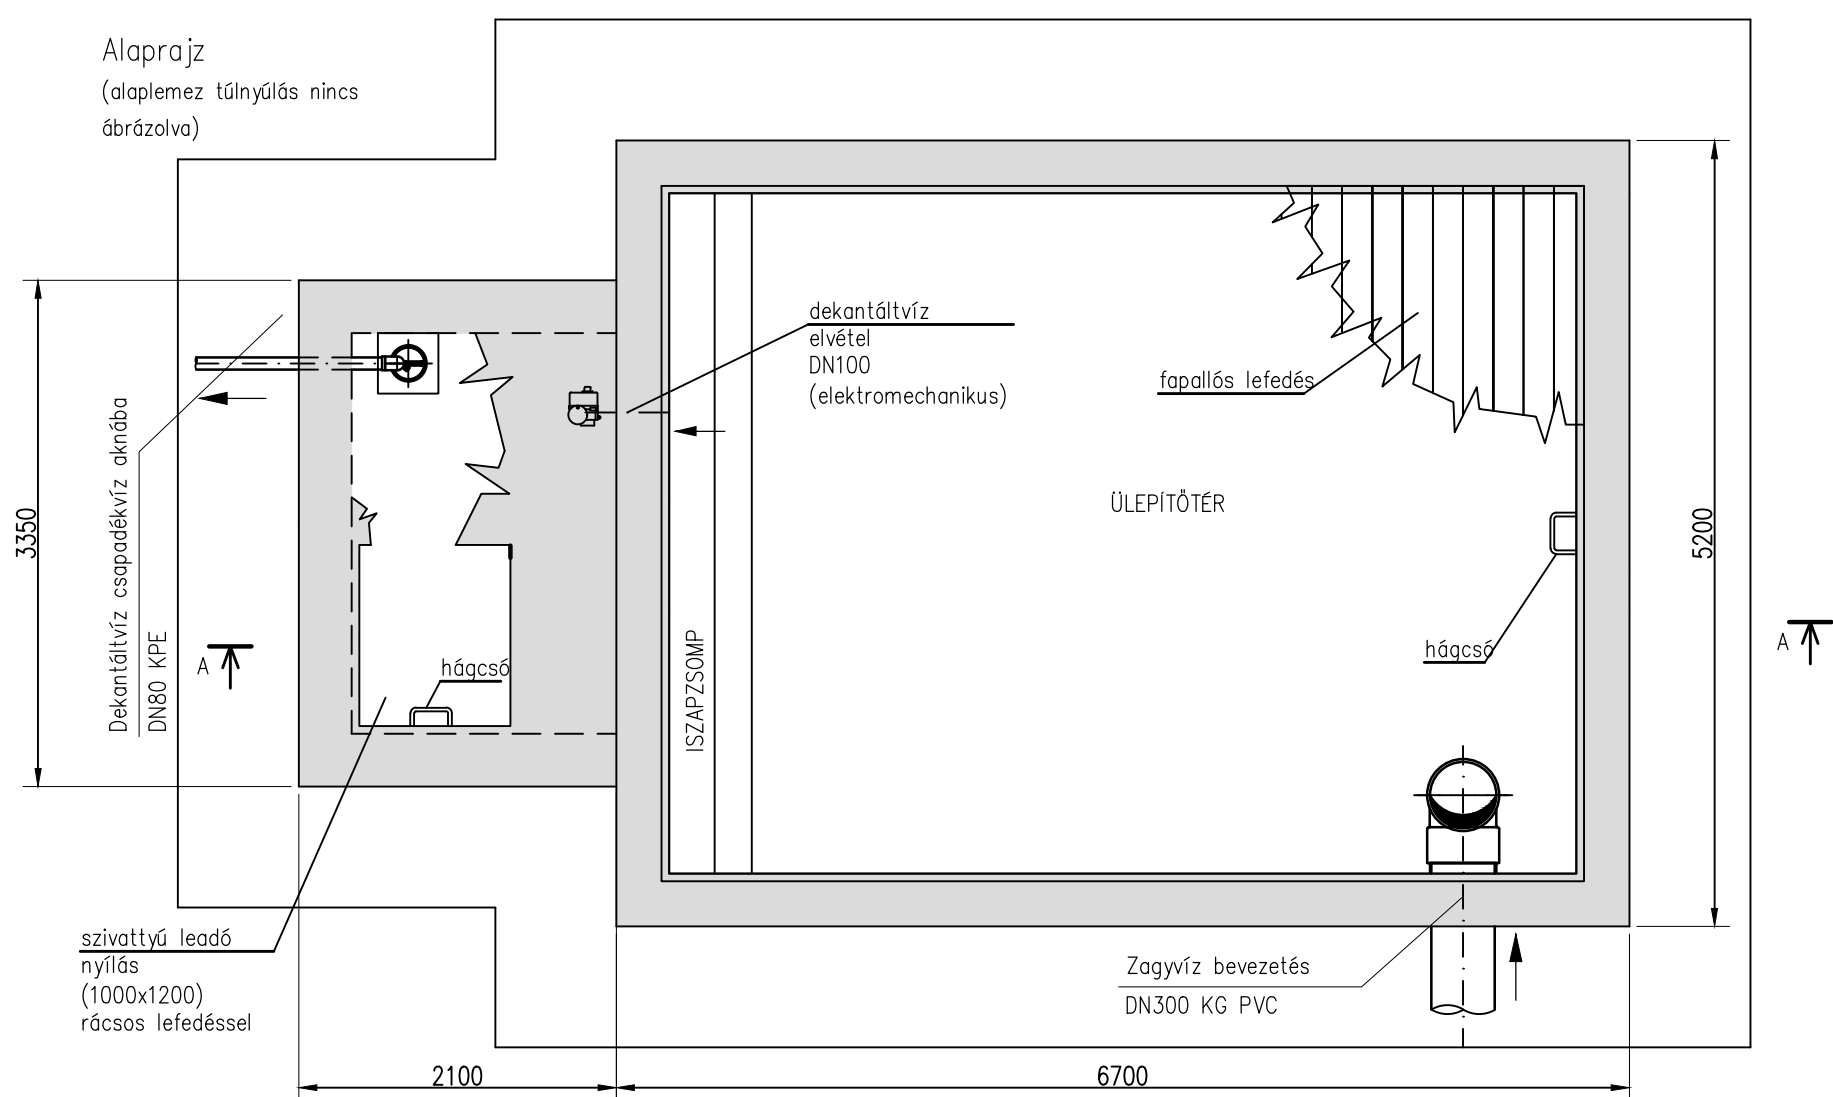 Alaprajz
(alaplemez túlnyúlás nincs
ábrázolva)
dekantáltvíz
elvétel
DN100
(elektromechanikus)
fapallós lefedés
ÜLEPÍTŐTÉR
3350
5200
Dekantáltvíz csapadékvíz aknába
DN80 KPE
A
hágcsó
ISZAPZSOMP
hágcsó
A
szivattyú leadó
nyílás
(1000x1200)
rácsos lefedéssel
Zagyvíz bevezetés
DN300 KG PVC
2100
6700